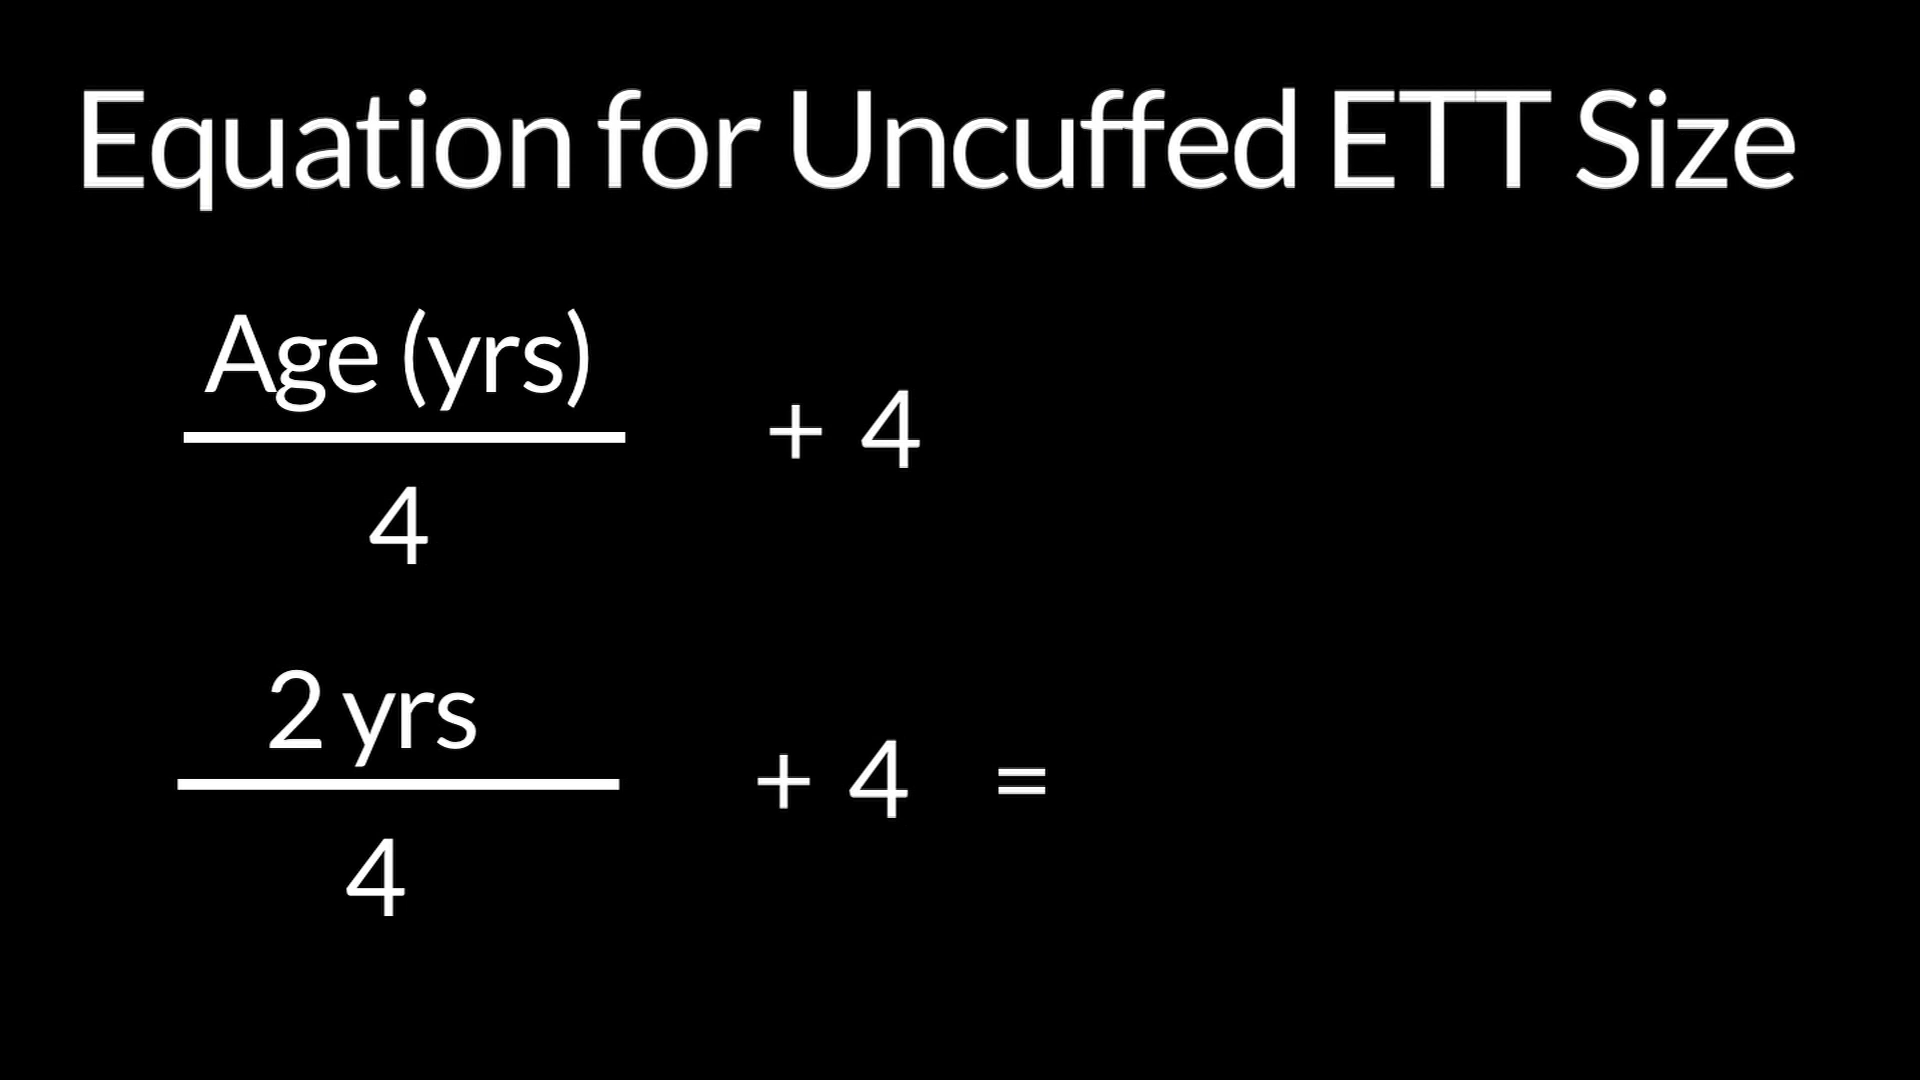 Equation for Uncuffed ETT Size
Age (yrs)
+ 4
4
2 yrs
+ 4 =
4